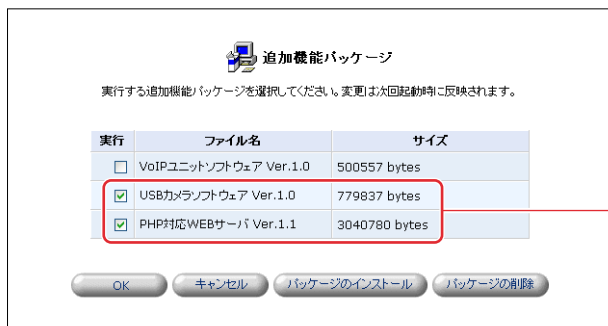 追加機能パッケージ
実行する追加機能パッケージを選択してください。変更は次回起動時に反映されます。
実行 ファイル名 サイズ
VoIPユニットソフトウェア Ver.1.0 500557 bytes
USBカメラソフトウェア Ver.1.0 779837 bytes
PHP対応WEBサーバ Ver.1.1 3040780 bytes
OK キャンセル パッケージのインストール パッケージの削除